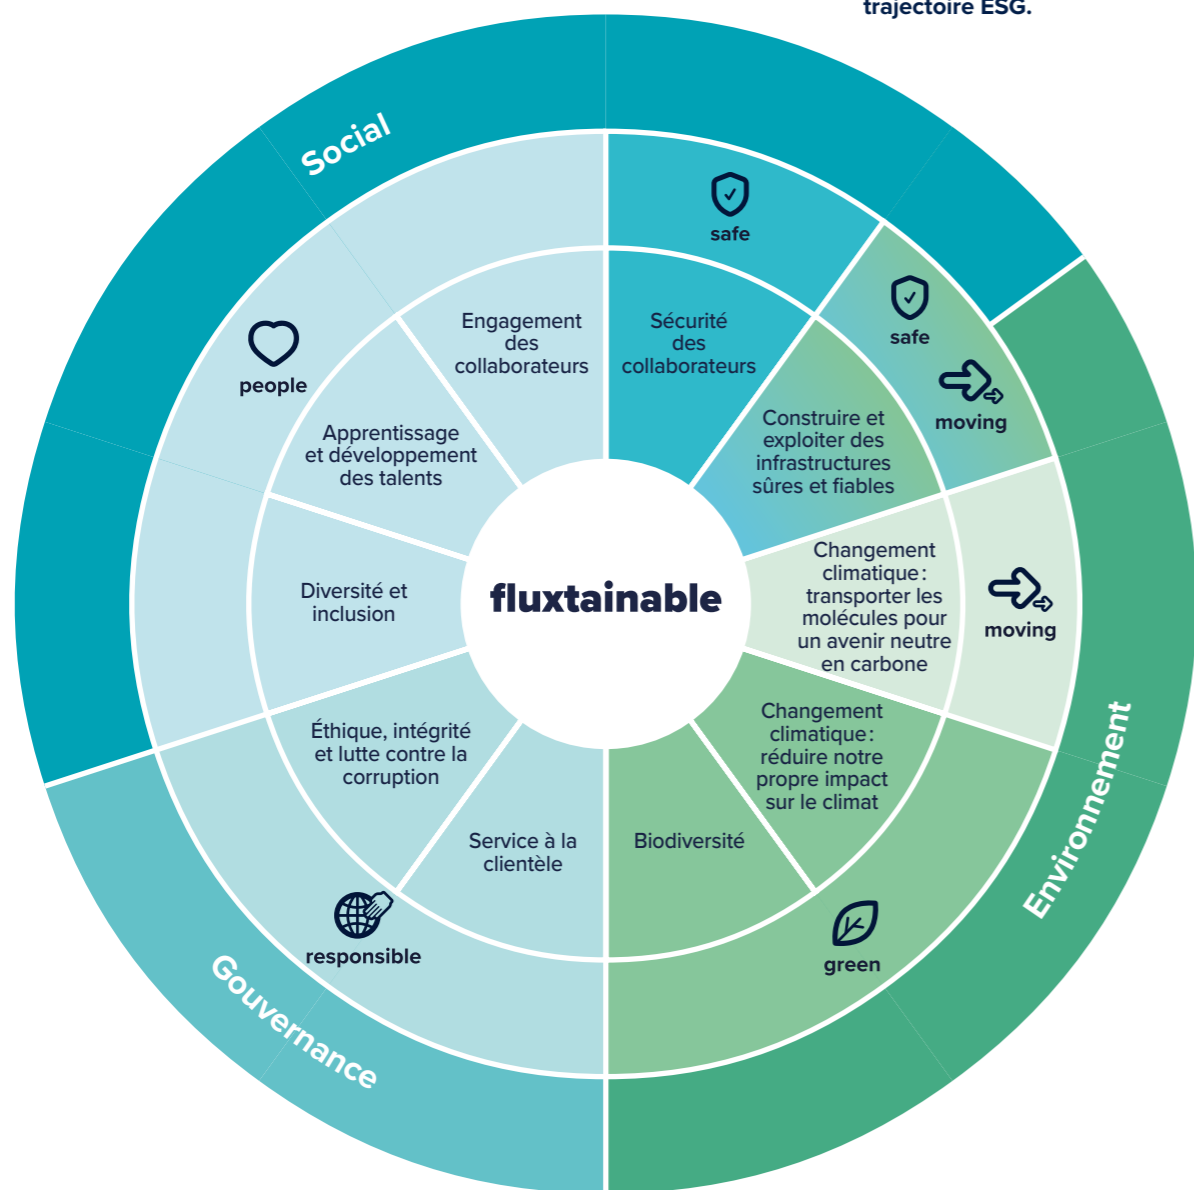 trajectoire ESG.
Social
safe
safe
moving
people
Engagement
des
collaborateurs
Sécurité
des
collaborateurs
Construire et
exploiter des
infrastructures
sûres et fiables
Apprentissage
et développement
des talents
Diversité et
inclusion
fluxtainable
Changement
climatique :
transporter les
molécules pour
un avenir neutre
en carbone
moving
Éthique, intégrité
et lutte contre la
corruption
Changement
climatique :
réduire notre
propre impact
sur le climat
Service à la
clientèle
Biodiversité
Environnement
responsible
green
Gouvernance